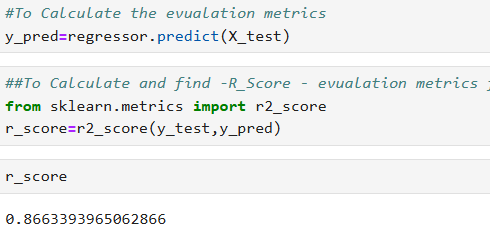 #To Calculate the evualation metrics
y_pred=regressor.predict(X_test)
##To Calculate and find -R_Score - evualation metrics
from sklearn.metrics import r2_score
r_score=r2_score(y_test,y_pred)
r_score
0.8663393965062866